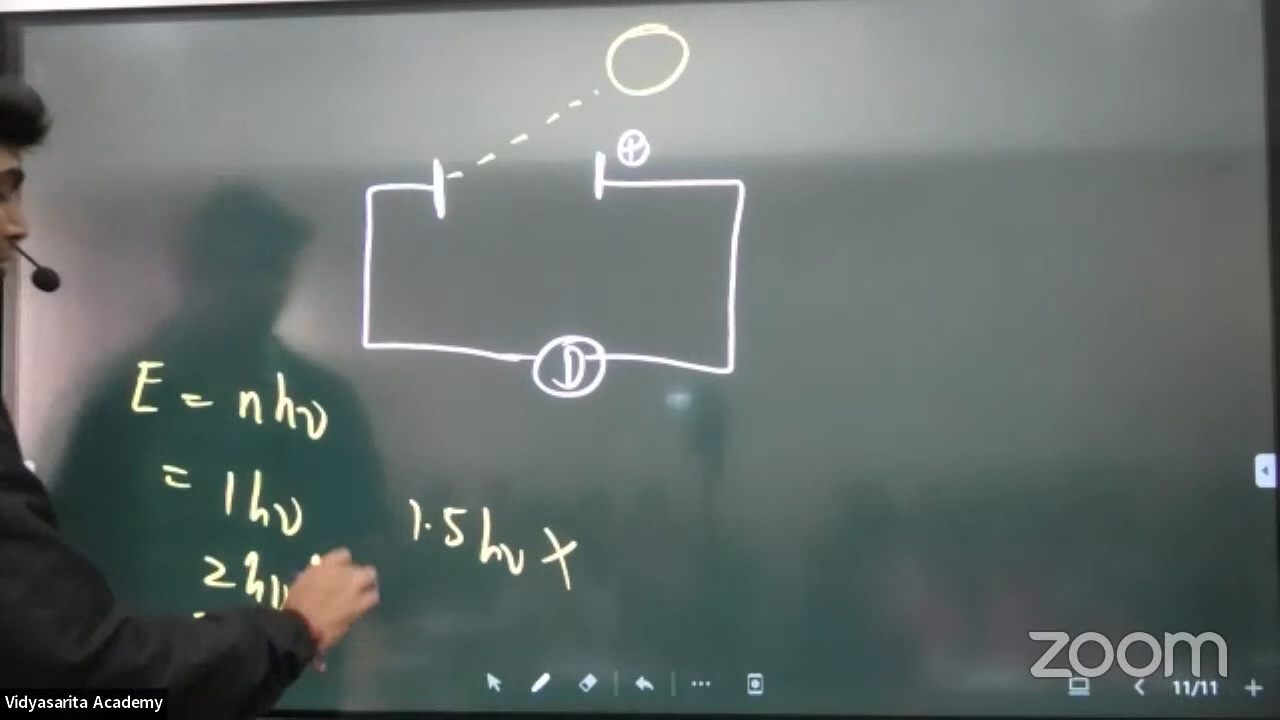 ⊕
D
E = nhν
= 1hν
1.5hν ×
2hν
zoom
11/11
Vidyasarita Academy